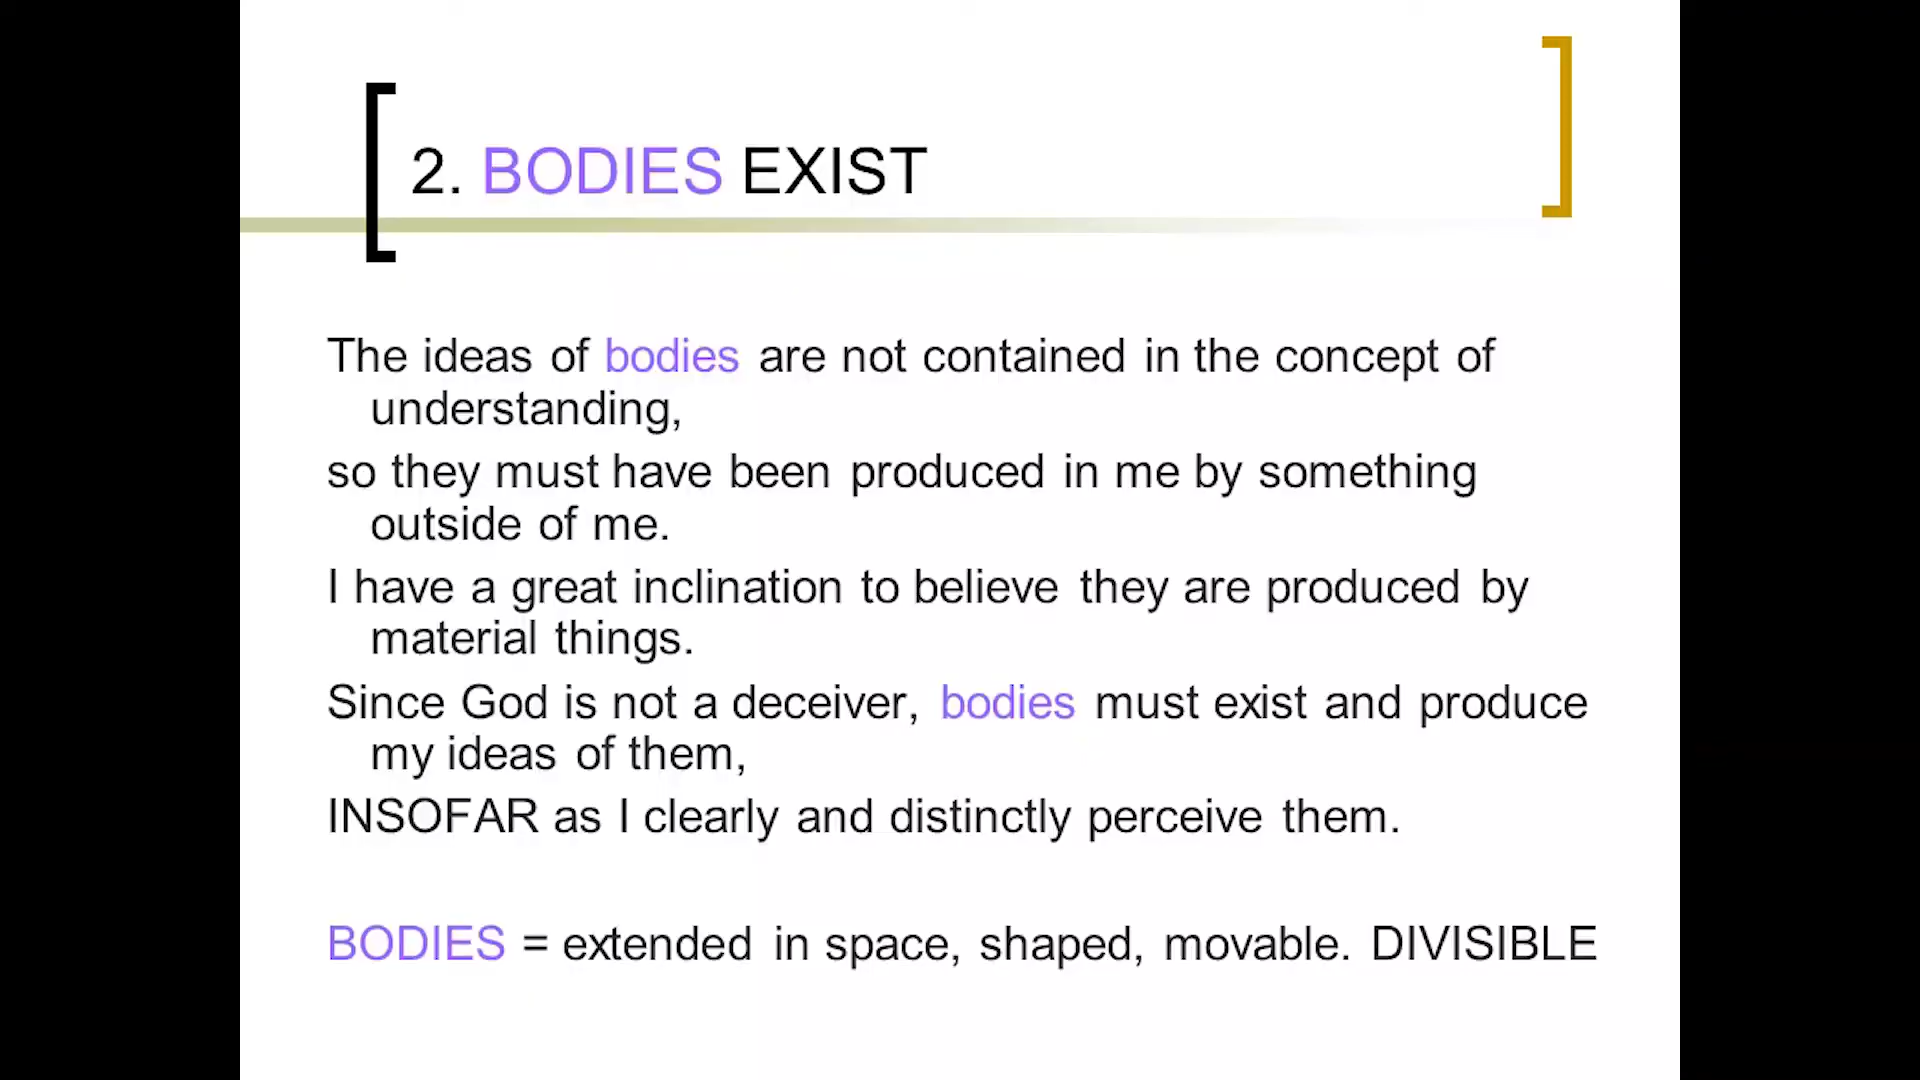 2. BODIES EXIST
The ideas of bodies are not contained in the concept of
understanding,
so they must have been produced in me by something
outside of me.
I have a great inclination to believe they are produced by
material things.
Since God is not a deceiver, bodies must exist and produce
my ideas of them,
INSOFAR as I clearly and distinctly perceive them.
BODIES = extended in space, shaped, movable. DIVISIBLE